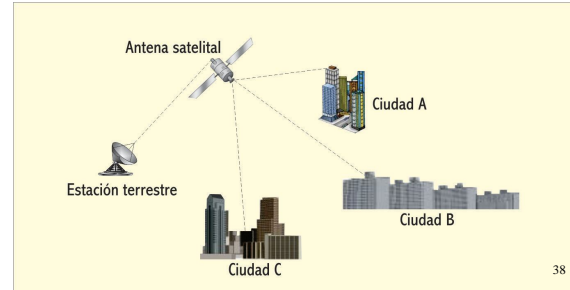 Antena satelital
Ciudad A
Estación terrestre
Ciudad B
Ciudad C
38